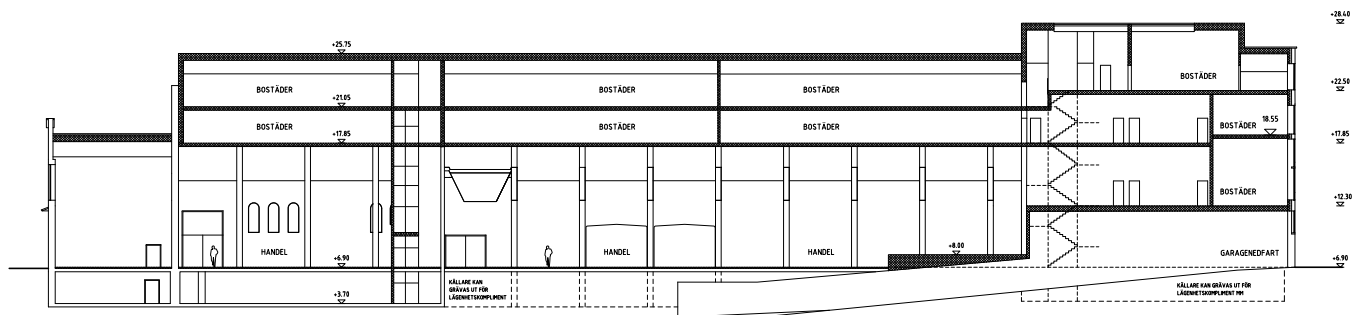 +28.40
+25.75
BOSTÄDER
BOSTÄDER
BOSTÄDER
BOSTÄDER
+22.50
+21.05
BOSTÄDER
BOSTÄDER
BOSTÄDER
BOSTÄDER
18.55
+17.85
+17.85
BOSTÄDER
+12.30
HANDEL
HANDEL
HANDEL
+8.00
GARAGENEDFART
+6.90
+6.90
KÄLLARE KAN
GRÄVAS UT FÖR
LÄGENHETSKOMPLIMENT
KÄLLARE KAN GRÄVAS UT FÖR
LÄGENHETSKOMPLIMENT MM
+3.70